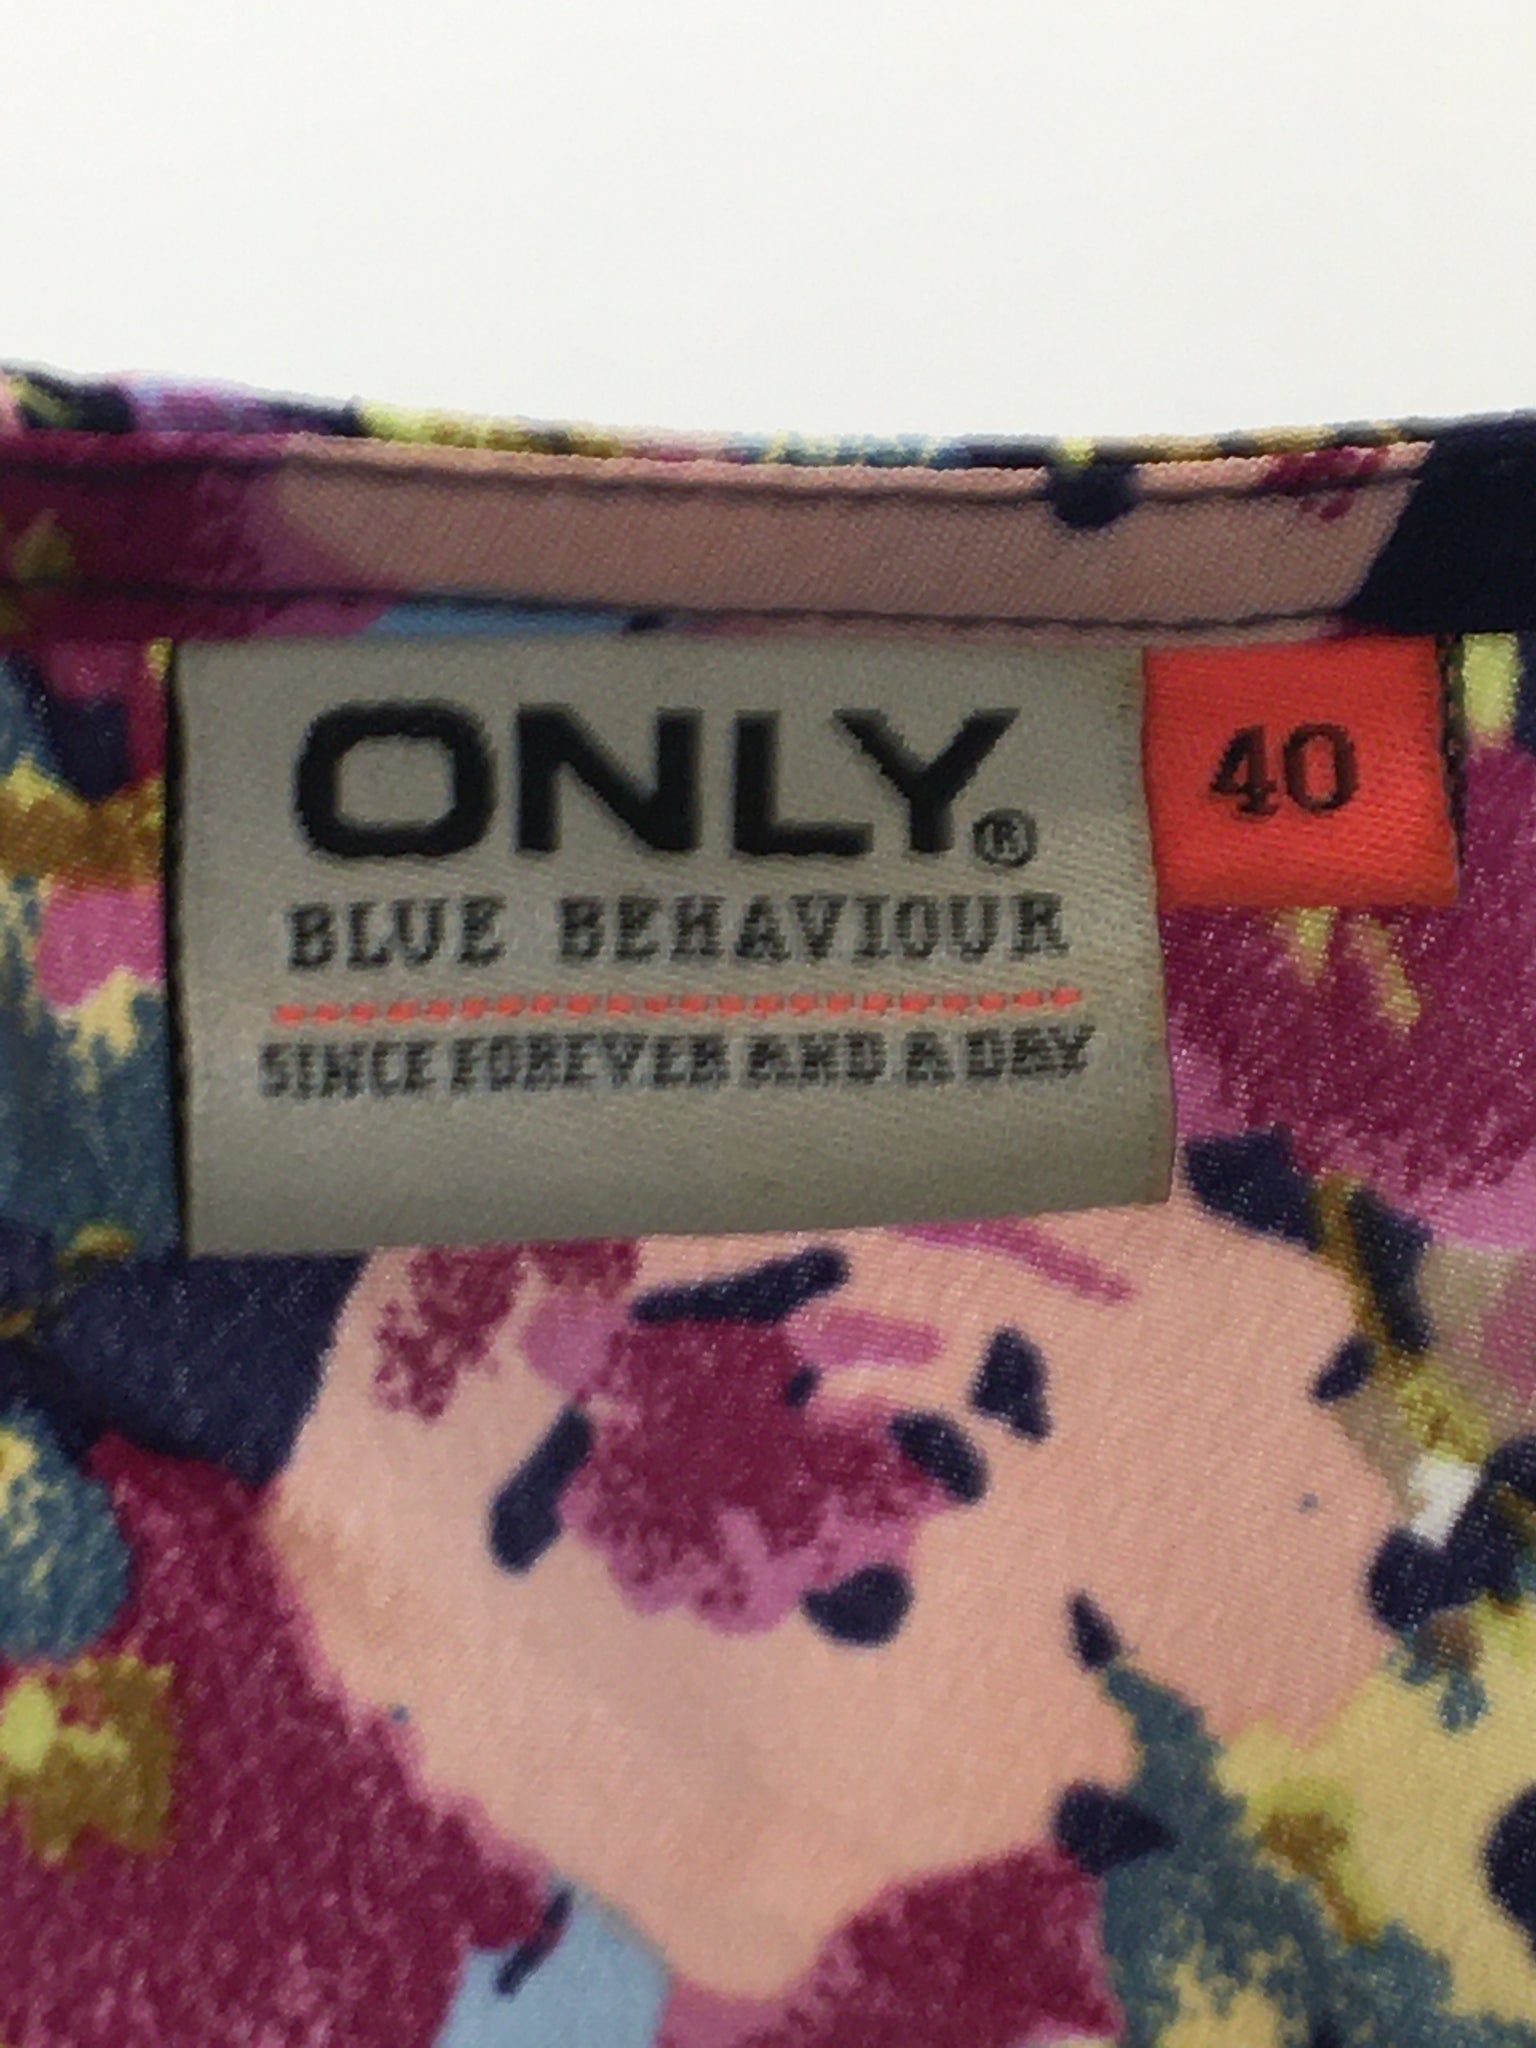 ONLY®
40
BLUE BEHAVIOUR
SINCE FOREVER AND A DAY